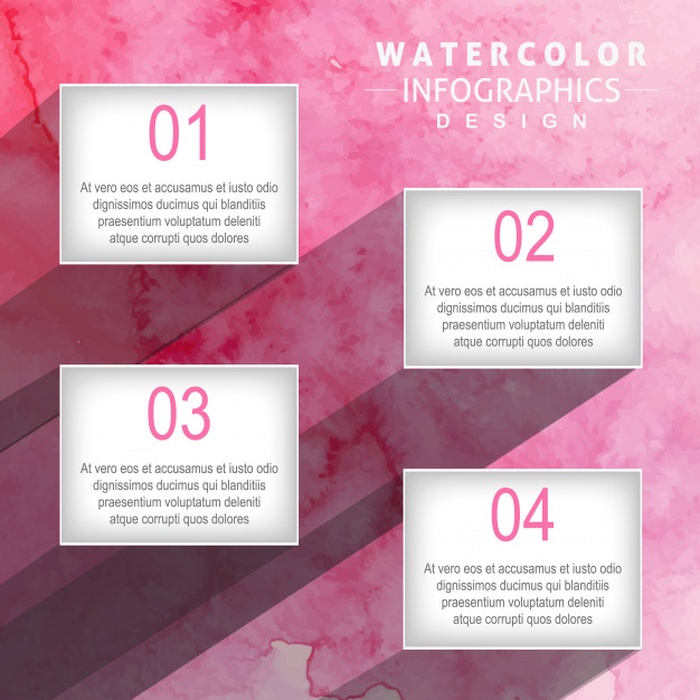 WATERCOLOR
INFOGRAPHICS
DESIGN
01
At vero eos et accusamus et iusto odio
dignissimos ducimus qui blanditiis
praesentium voluptatum deleniti
atque corrupti quos dolores
02
At vero eos et accusamus et iusto odio
dignissimos ducimus qui blanditiis
praesentium voluptatum deleniti
atque corrupti quos dolores
03
At vero eos et accusamus et iusto odio
dignissimos ducimus qui blanditiis
praesentium voluptatum deleniti
atque corrupti quos dolores
04
At vero eos et accusamus et iusto odio
dignissimos ducimus qui blanditiis
praesentium voluptatum deleniti
atque corrupti quos dolores